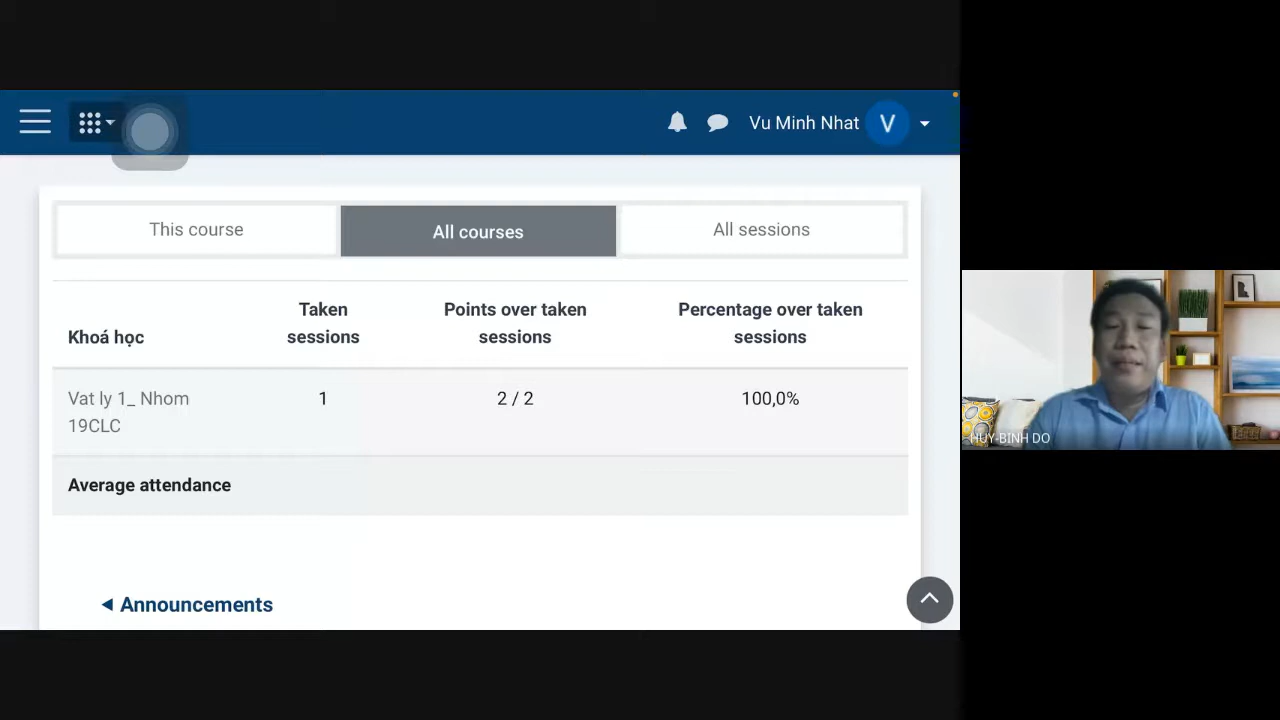 Vu Minh Nhat
V
This course
All courses
All sessions
Khoá học
Taken
sessions
Points over taken
sessions
Percentage over taken
sessions
Vat ly 1_ Nhom
19CLC
1
2 / 2
100,0%
Average attendance
Announcements
HUY-BINH DO